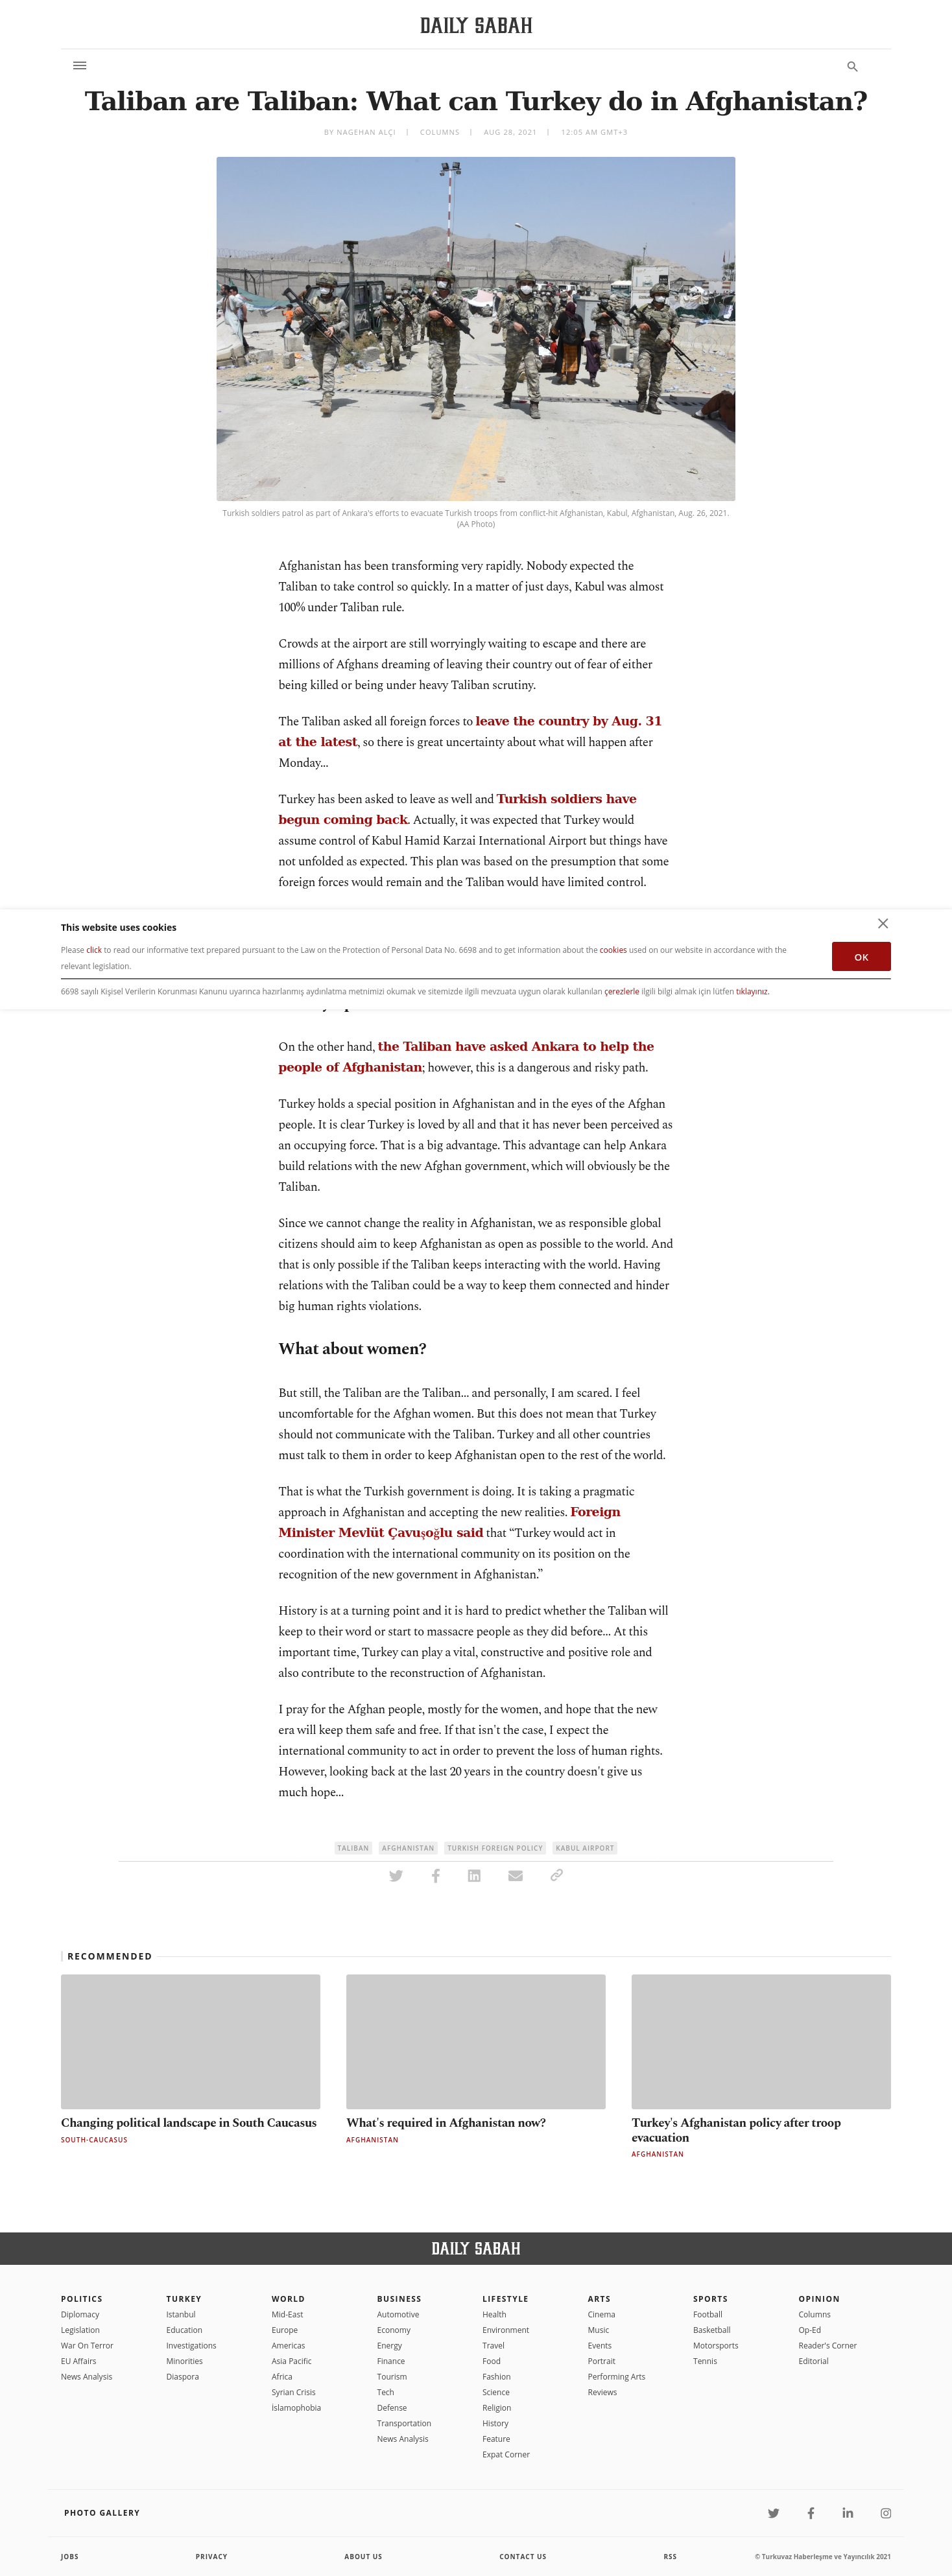 DAILY SABAH
Taliban are Taliban: What can Turkey do in Afghanistan?
BY NAGEHAN ALÇI | COLUMNS | AUG 28, 2021 | 12:05 AM GMT+3
Turkish soldiers patrol as part of Ankara's efforts to evacuate Turkish troops from conflict-hit Afghanistan, Kabul, Afghanistan, Aug. 26, 2021.
(AA Photo)
Afghanistan has been transforming very rapidly. Nobody expected the
Taliban to take control so quickly. In a matter of just days, Kabul was almost
100% under Taliban rule.
Crowds at the airport are still worryingly waiting to escape and there are
millions of Afghans dreaming of leaving their country out of fear of either
being killed or being under heavy Taliban scrutiny.
The Taliban asked all foreign forces to leave the country by Aug. 31
at the latest, so there is great uncertainty about what will happen after
Monday...
Turkey has been asked to leave as well and Turkish soldiers have
begun coming back. Actually, it was expected that Turkey would
assume control of Kabul Hamid Karzai International Airport but things have
not unfolded as expected. This plan was based on the presumption that some
foreign forces would remain and the Taliban would have limited control.
This website uses cookies
Please click to read our informative text prepared pursuant to the Law on the Protection of Personal Data No. 6698 and to get information about the cookies used on our website in accordance with the
relevant legislation.
OK
6698 sayılı Kişisel Verilerin Korunması Kanunu uyarınca hazırlanmış aydınlatma metnimizi okumak ve sitemizde ilgili mevzuata uygun olarak kullanılan çerezlerle ilgili bilgi almak için lütfen tıklayınız.
On the other hand, the Taliban have asked Ankara to help the
people of Afghanistan; however, this is a dangerous and risky path.
Turkey holds a special position in Afghanistan and in the eyes of the Afghan
people. It is clear Turkey is loved by all and that it has never been perceived as
an occupying force. That is a big advantage. This advantage can help Ankara
build relations with the new Afghan government, which will obviously be the
Taliban.
Since we cannot change the reality in Afghanistan, we as responsible global
citizens should aim to keep Afghanistan as open as possible to the world. And
that is only possible if the Taliban keeps interacting with the world. Having
relations with the Taliban could be a way to keep them connected and hinder
big human rights violations.
What about women?
But still, the Taliban are the Taliban... and personally, I am scared. I feel
uncomfortable for the Afghan women. But this does not mean that Turkey
should not communicate with the Taliban. Turkey and all other countries
must talk to them in order to keep Afghanistan open to the rest of the world.
That is what the Turkish government is doing. It is taking a pragmatic
approach in Afghanistan and accepting the new realities. Foreign
Minister Mevlüt Çavuşoğlu said that “Turkey would act in
coordination with the international community on its position on the
recognition of the new government in Afghanistan.”
History is at a turning point and it is hard to predict whether the Taliban will
keep to their word or start to massacre people as they did before... At this
important time, Turkey can play a vital, constructive and positive role and
also contribute to the reconstruction of Afghanistan.
I pray for the Afghan people, mostly for the women, and hope that the new
era will keep them safe and free. If that isn't the case, I expect the
international community to act in order to prevent the loss of human rights.
However, looking back at the last 20 years in the country doesn't give us
much hope...
TALIBAN AFGHANISTAN TURKISH FOREIGN POLICY KABUL AIRPORT
RECOMMENDED
Changing political landscape in South Caucasus
SOUTH-CAUCASUS
What's required in Afghanistan now?
AFGHANISTAN
Turkey's Afghanistan policy after troop
evacuation
AFGHANISTAN
DAILY SABAH
POLITICS
Diplomacy
Legislation
War On Terror
EU Affairs
News Analysis
TURKEY
Istanbul
Education
Investigations
Minorities
Diaspora
WORLD
Mid-East
Europe
Americas
Asia Pacific
Africa
Syrian Crisis
İslamophobia
BUSINESS
Automotive
Economy
Energy
Finance
Tourism
Tech
Defense
Transportation
News Analysis
LIFESTYLE
Health
Environment
Travel
Food
Fashion
Science
Religion
History
Feature
Expat Corner
ARTS
Cinema
Music
Events
Portrait
Performing Arts
Reviews
SPORTS
Football
Basketball
Motorsports
Tennis
OPINION
Columns
Op-Ed
Reader's Corner
Editorial
PHOTO GALLERY
JOBS
PRIVACY
ABOUT US
CONTACT US
RSS
© Turkuvaz Haberleşme ve Yayıncılık 2021